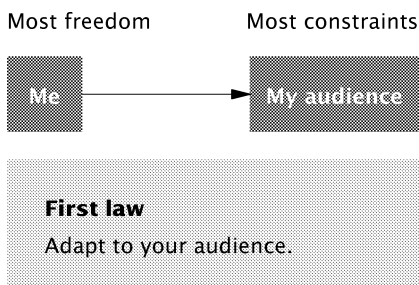 Most freedom Most constraints
Me My audience
First law
Adapt to your audience.